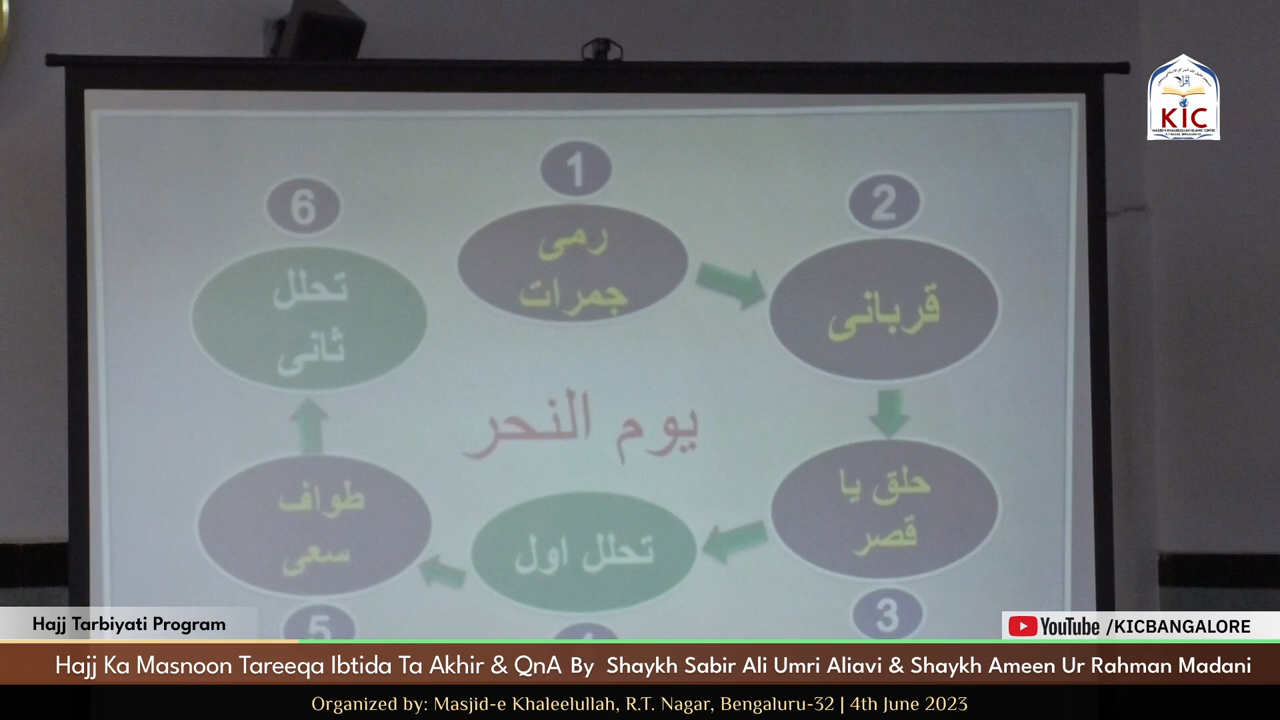 KIC
1
رمی
جمرات
2
قربانی
حلق یا
قصر
3
تحلل اول
4
طواف
سعی
5
6
تحلل
ثانی
یوم النحر
Hajj Tarbiyati Program
YouTube /KICBANGALORE
Hajj Ka Masnoon Tareeqa Ibtida Ta Akhir & QnA By Shaykh Sabir Ali Umri Aliavi & Shaykh Ameen Ur Rahman Madani
Organized by: Masjid-e Khaleelullah, R.T. Nagar, Bengaluru-32 | 4th June 2023